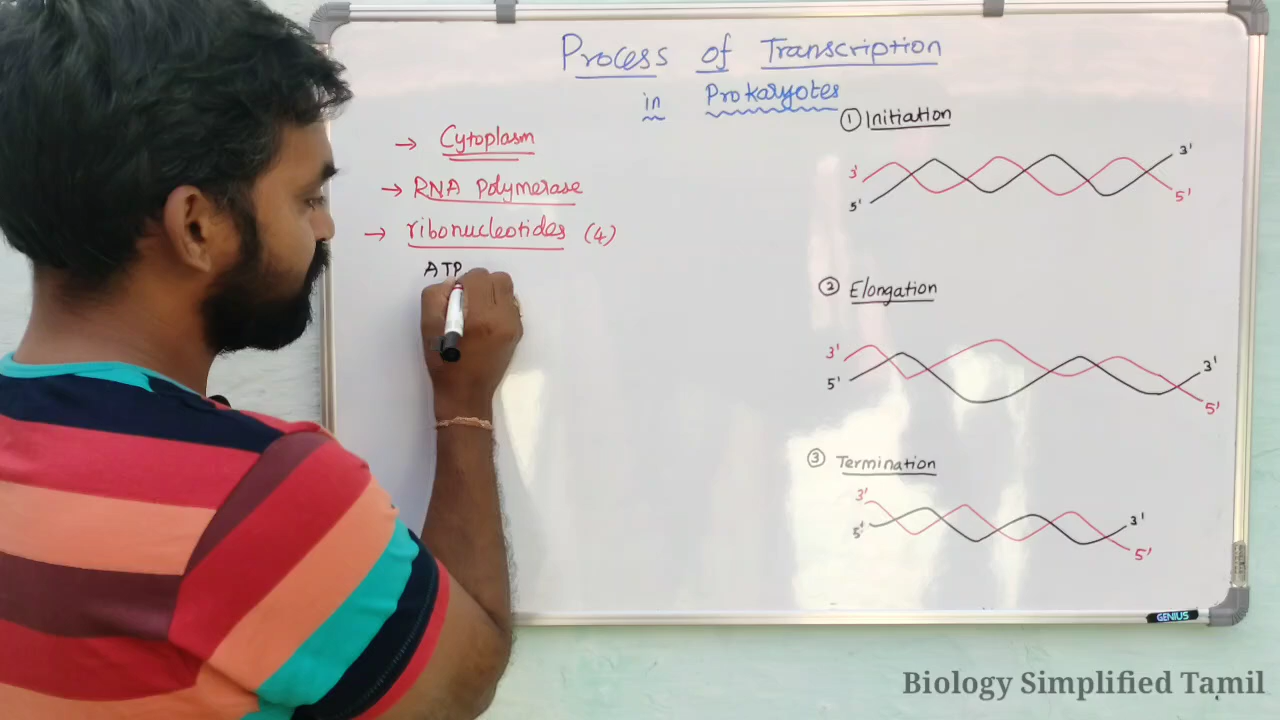 Process of Transcription
in Prokaryotes
→ Cytoplasm
→ RNA Polymerase
→ ribonucleotides (4)
ATP
① Initiation
3' 3'
5' 5'
② Elongation
3' 3'
5' 5'
③ Termination
3' 3'
5' 5'
GENIUS
Biology Simplified Tamil